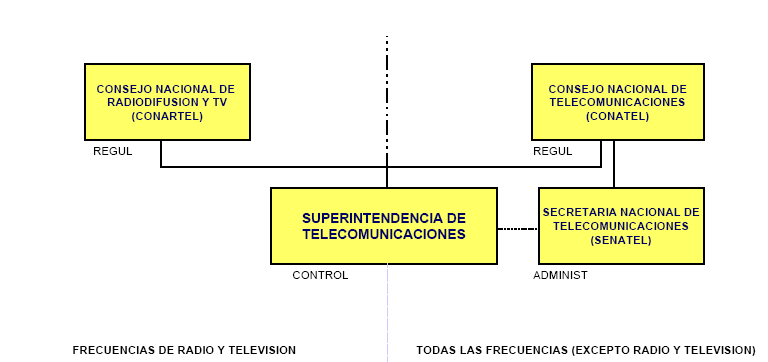 CONSEJO NACIONAL DE
RADIODIFUSION Y TV
(CONARTEL)
REGUL
CONSEJO NACIONAL DE
TELECOMUNICACIONES
(CONATEL)
REGUL
SUPERINTENDENCIA DE
TELECOMUNICACIONES
CONTROL
SECRETARIA NACIONAL DE
TELECOMUNICACIONES
(SENATEL)
ADMINIST
FRECUENCIAS DE RADIO Y TELEVISION
TODAS LAS FRECUENCIAS (EXCEPTO RADIO Y TELEVISION)